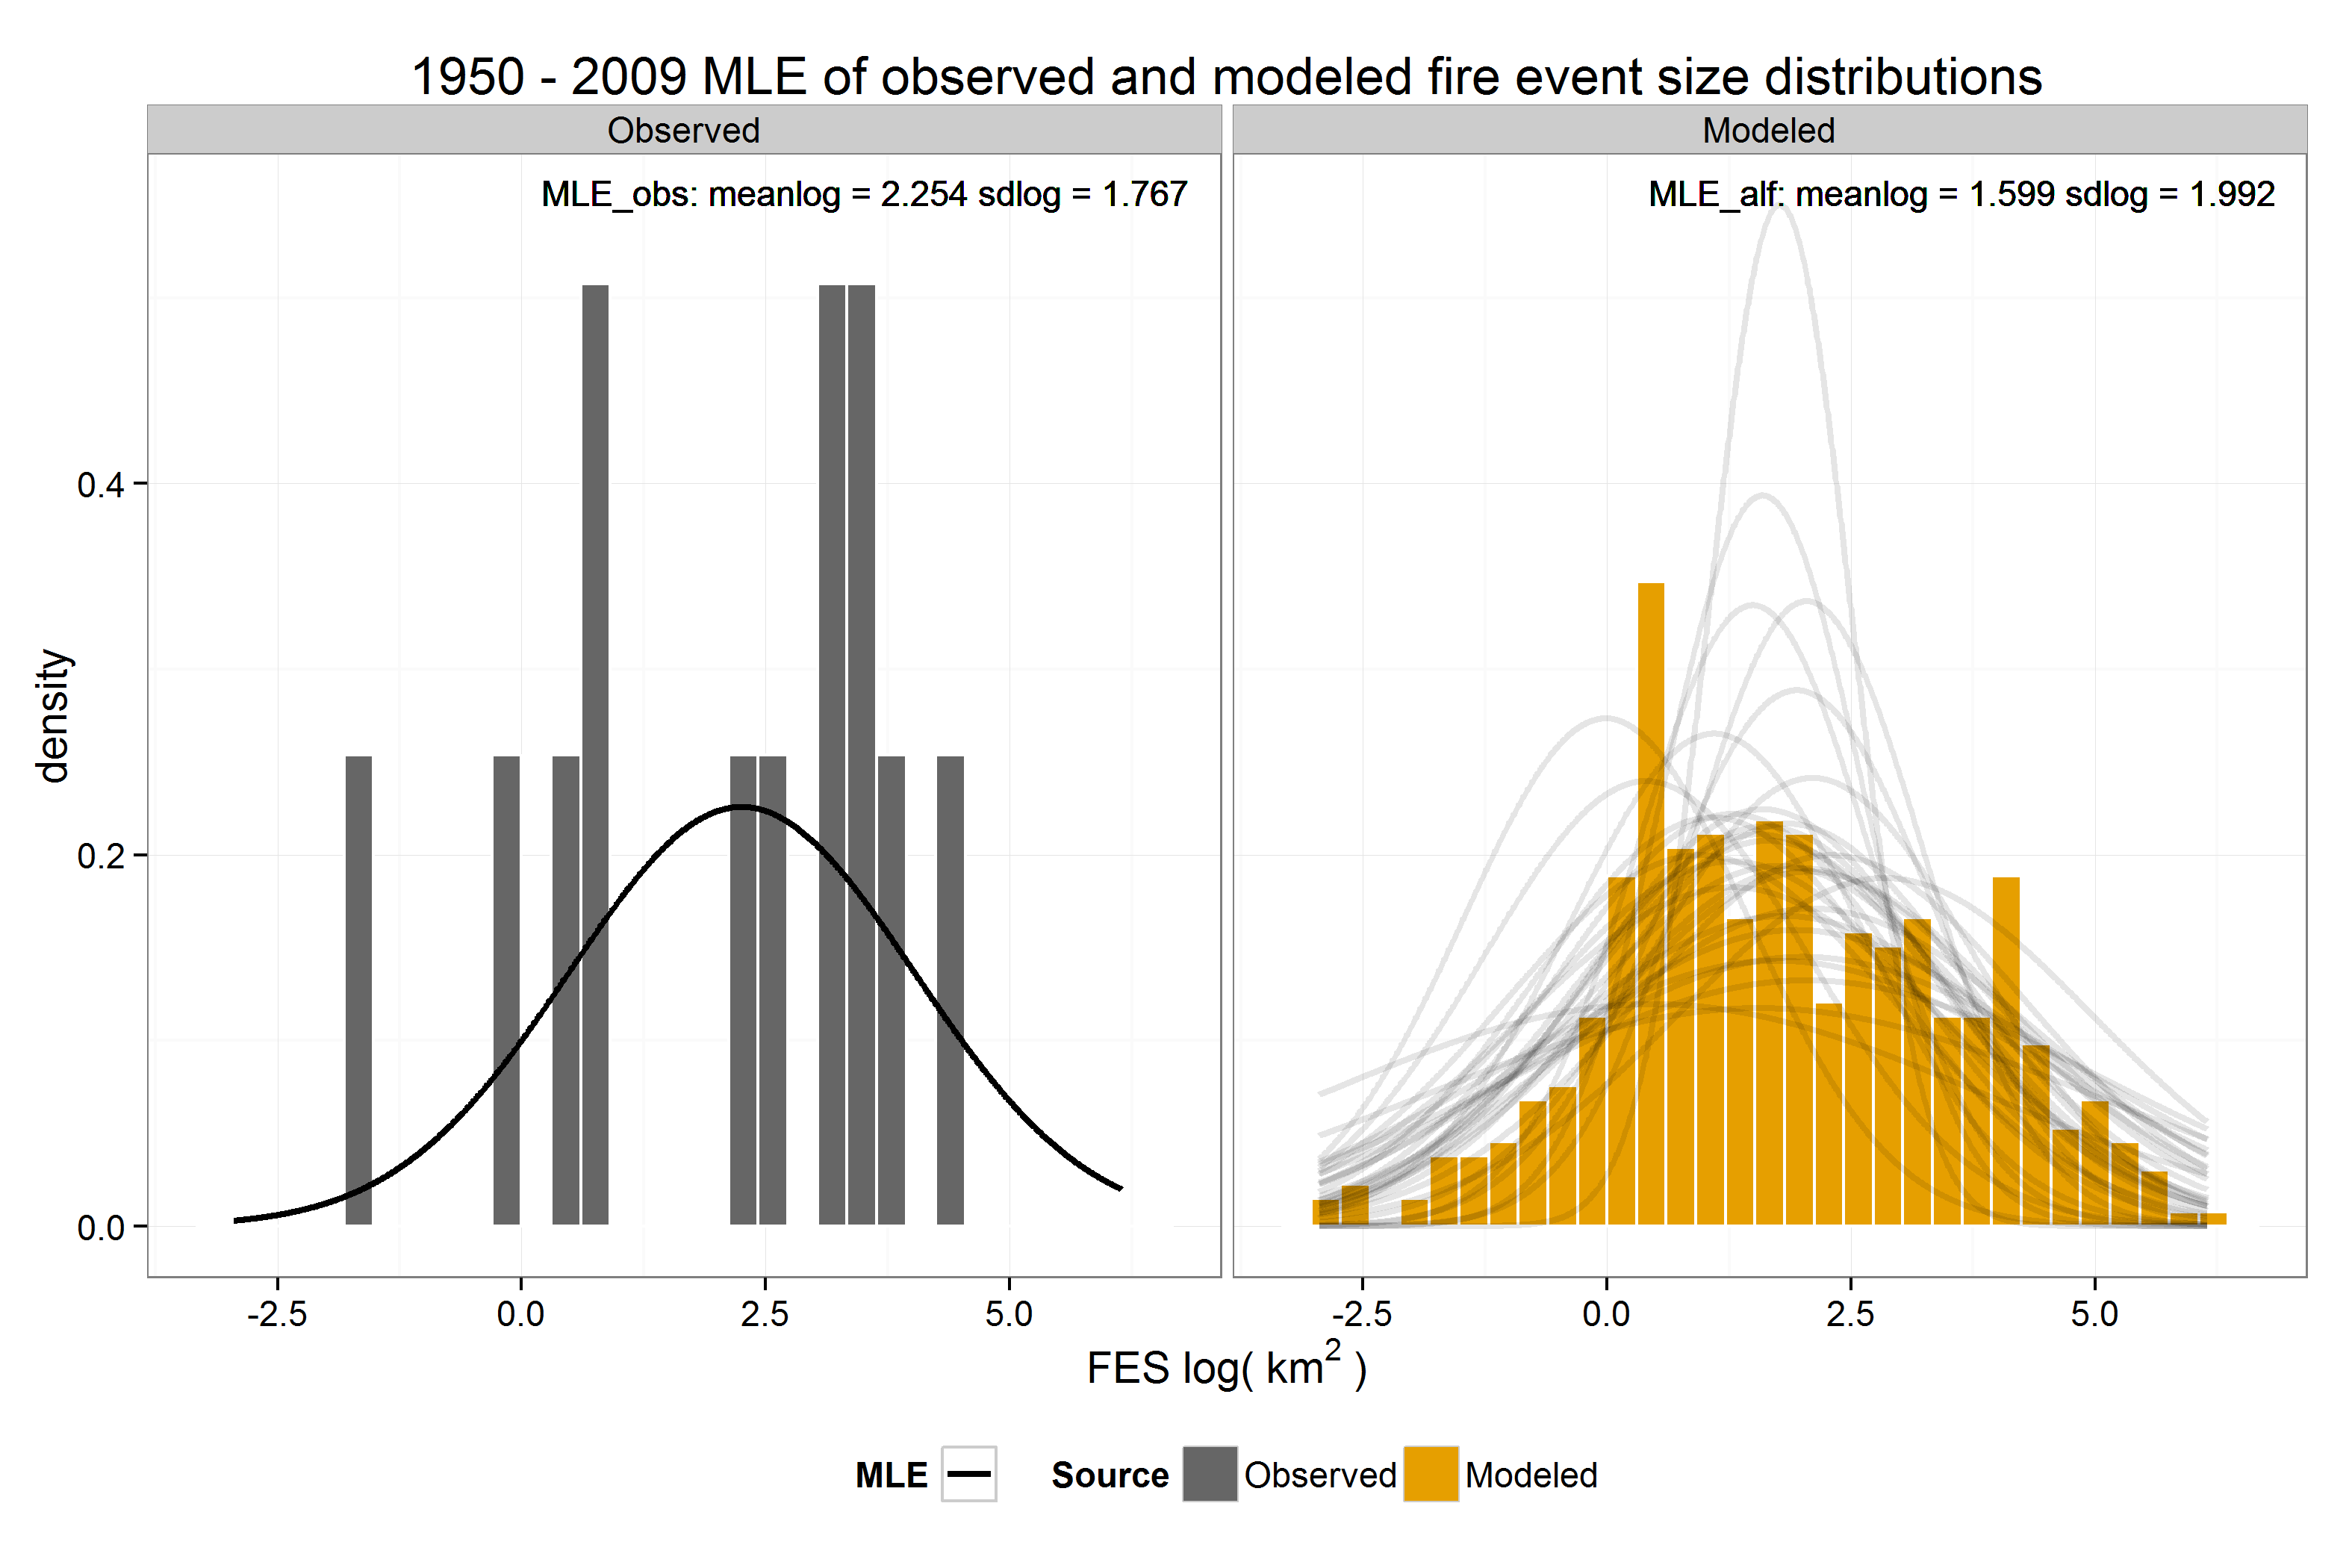 1950 - 2009 MLE of observed and modeled fire event size distributions
Observed
Modeled
MLE_obs: meanlog = 2.254 sdlog = 1.767
MLE_alf: meanlog = 1.599 sdlog = 1.992
density
0.4
0.2
0.0
-2.5 0.0 2.5 5.0
-2.5 0.0 2.5 5.0
FES log( km² )
MLE Source Observed Modeled